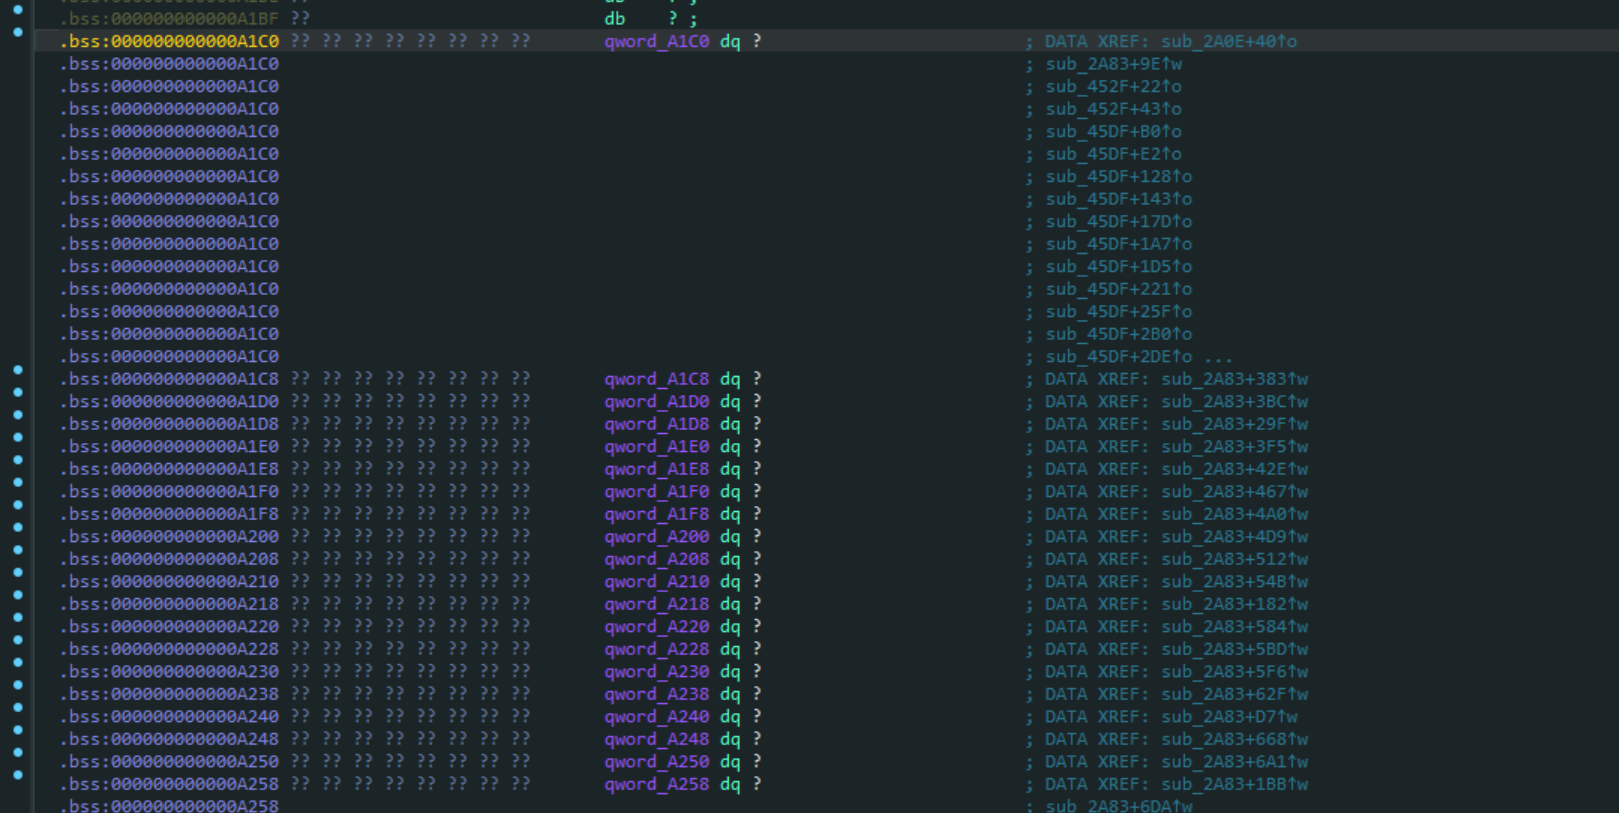 .bss:000000000000A1BF ?? db ? ;
.bss:000000000000A1C0 ?? ?? ?? ?? ?? ?? ?? ?? qword_A1C0 dq ? ; DATA XREF: sub_2A0E+40↑o
.bss:000000000000A1C0 ; sub_2A83+9E↑w
.bss:000000000000A1C0 ; sub_452F+22↑o
.bss:000000000000A1C0 ; sub_452F+43↑o
.bss:000000000000A1C0 ; sub_45DF+B0↑o
.bss:000000000000A1C0 ; sub_45DF+E2↑o
.bss:000000000000A1C0 ; sub_45DF+128↑o
.bss:000000000000A1C0 ; sub_45DF+143↑o
.bss:000000000000A1C0 ; sub_45DF+17D↑o
.bss:000000000000A1C0 ; sub_45DF+1A7↑o
.bss:000000000000A1C0 ; sub_45DF+1D5↑o
.bss:000000000000A1C0 ; sub_45DF+221↑o
.bss:000000000000A1C0 ; sub_45DF+25F↑o
.bss:000000000000A1C0 ; sub_45DF+2B0↑o
.bss:000000000000A1C0 ; sub_45DF+2DE↑o ...
.bss:000000000000A1C8 ?? ?? ?? ?? ?? ?? ?? ?? qword_A1C8 dq ? ; DATA XREF: sub_2A83+383↑w
.bss:000000000000A1D0 ?? ?? ?? ?? ?? ?? ?? ?? qword_A1D0 dq ? ; DATA XREF: sub_2A83+3BC↑w
.bss:000000000000A1D8 ?? ?? ?? ?? ?? ?? ?? ?? qword_A1D8 dq ? ; DATA XREF: sub_2A83+29F↑w
.bss:000000000000A1E0 ?? ?? ?? ?? ?? ?? ?? ?? qword_A1E0 dq ? ; DATA XREF: sub_2A83+3F5↑w
.bss:000000000000A1E8 ?? ?? ?? ?? ?? ?? ?? ?? qword_A1E8 dq ? ; DATA XREF: sub_2A83+42E↑w
.bss:000000000000A1F0 ?? ?? ?? ?? ?? ?? ?? ?? qword_A1F0 dq ? ; DATA XREF: sub_2A83+467↑w
.bss:000000000000A1F8 ?? ?? ?? ?? ?? ?? ?? ?? qword_A1F8 dq ? ; DATA XREF: sub_2A83+4A0↑w
.bss:000000000000A200 ?? ?? ?? ?? ?? ?? ?? ?? qword_A200 dq ? ; DATA XREF: sub_2A83+4D9↑w
.bss:000000000000A208 ?? ?? ?? ?? ?? ?? ?? ?? qword_A208 dq ? ; DATA XREF: sub_2A83+512↑w
.bss:000000000000A210 ?? ?? ?? ?? ?? ?? ?? ?? qword_A210 dq ? ; DATA XREF: sub_2A83+54B↑w
.bss:000000000000A218 ?? ?? ?? ?? ?? ?? ?? ?? qword_A218 dq ? ; DATA XREF: sub_2A83+182↑w
.bss:000000000000A220 ?? ?? ?? ?? ?? ?? ?? ?? qword_A220 dq ? ; DATA XREF: sub_2A83+584↑w
.bss:000000000000A228 ?? ?? ?? ?? ?? ?? ?? ?? qword_A228 dq ? ; DATA XREF: sub_2A83+5BD↑w
.bss:000000000000A230 ?? ?? ?? ?? ?? ?? ?? ?? qword_A230 dq ? ; DATA XREF: sub_2A83+5F6↑w
.bss:000000000000A238 ?? ?? ?? ?? ?? ?? ?? ?? qword_A238 dq ? ; DATA XREF: sub_2A83+62F↑w
.bss:000000000000A240 ?? ?? ?? ?? ?? ?? ?? ?? qword_A240 dq ? ; DATA XREF: sub_2A83+D7↑w
.bss:000000000000A248 ?? ?? ?? ?? ?? ?? ?? ?? qword_A248 dq ? ; DATA XREF: sub_2A83+668↑w
.bss:000000000000A250 ?? ?? ?? ?? ?? ?? ?? ?? qword_A250 dq ? ; DATA XREF: sub_2A83+6A1↑w
.bss:000000000000A258 ?? ?? ?? ?? ?? ?? ?? ?? qword_A258 dq ? ; DATA XREF: sub_2A83+1BB↑w
.bss:000000000000A258 ; sub_2A83+6DA↑w